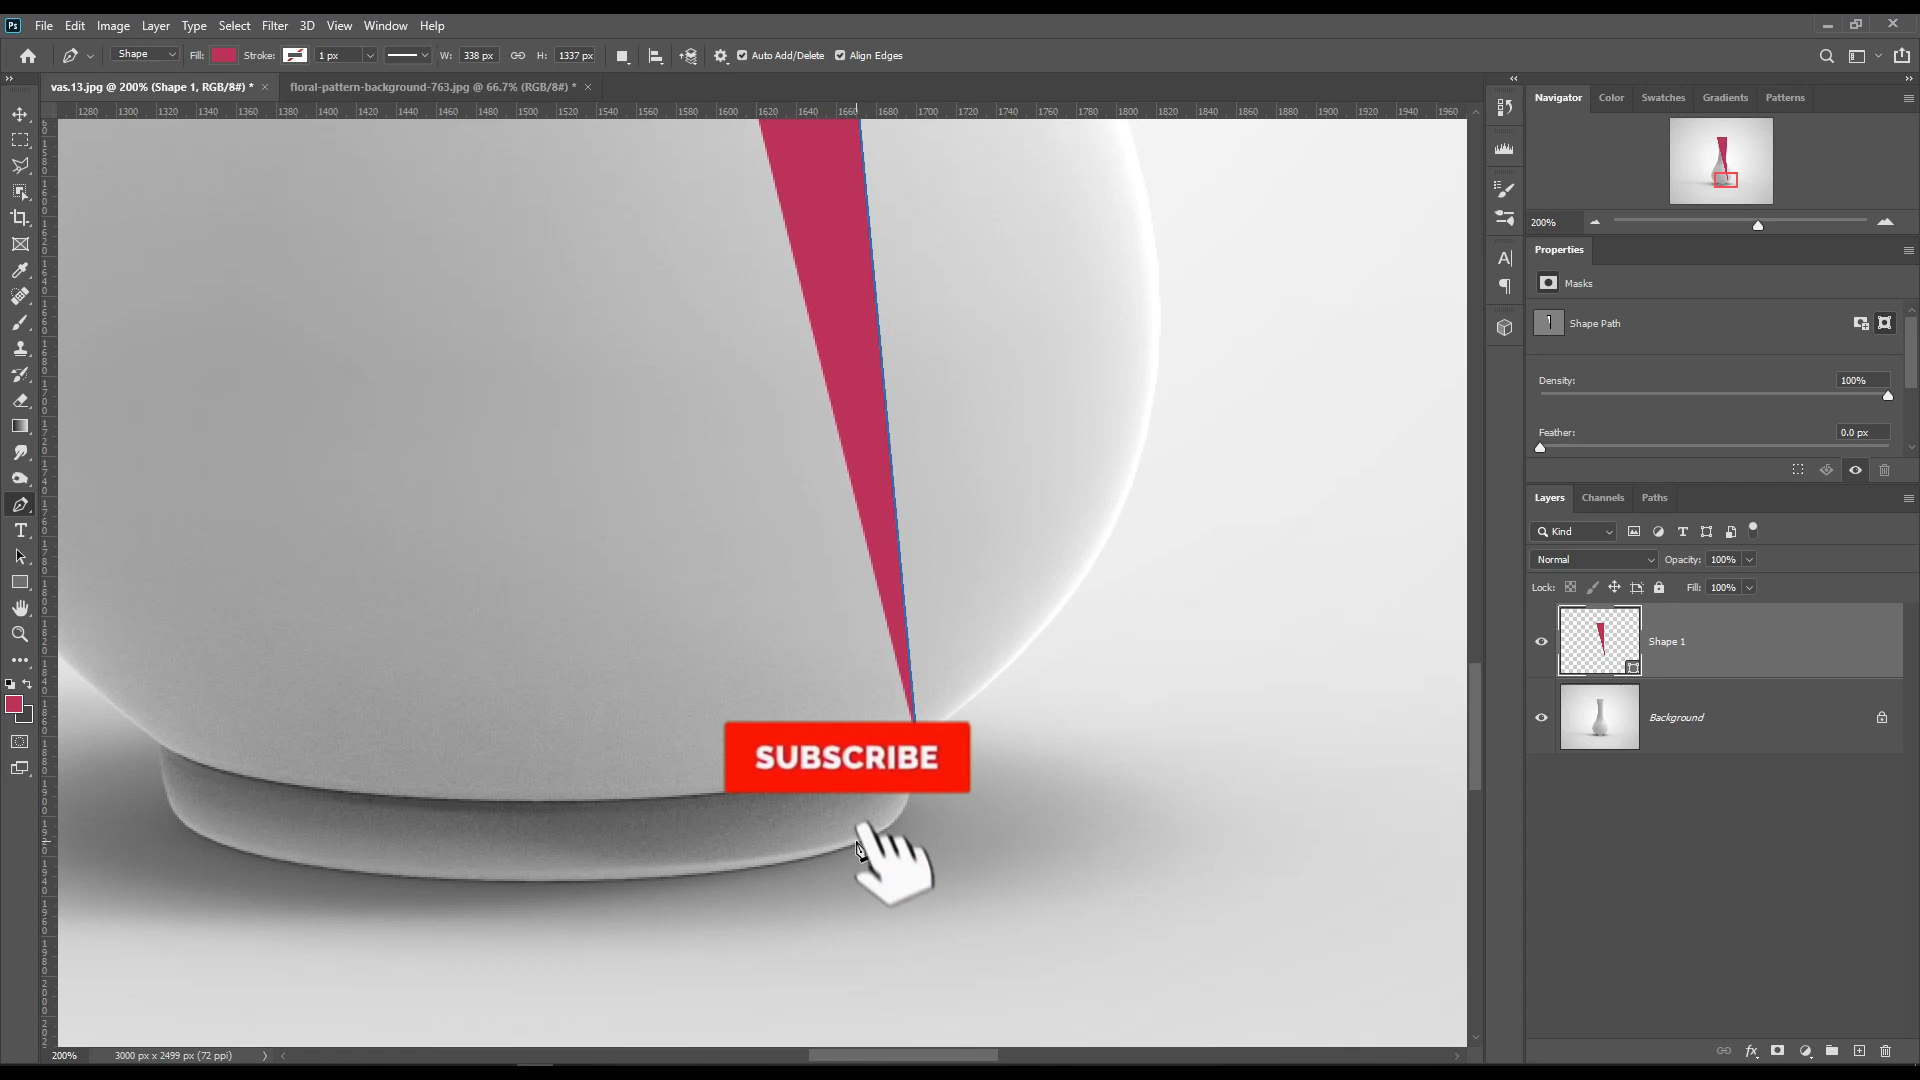 Ps File Edit Image Layer Type Select Filter 3D View Window Help
Shape Fill: Stroke: 1 px W: 338 px H: 1337 px Auto Add/Delete Align Edges
vas.13.jpg @ 200% (Shape 1, RGB/8#) * × floral-pattern-background-763.jpg @ 66.7% (RGB/8#) * ×
1280 1300 1320 1340 1360 1380 1400 1420 1440 1460 1480 1500 1520 1540 1560 1580 1600 1620 1640 1660 1680 1700 1720 1740 1760 1780 1800 1820 1840 1860 1880 1900 1920 1940 1960
Navigator Color Swatches Gradients Patterns
200%
Properties
Masks
Shape Path
Density: 100%
Feather: 0.0 px
Layers Channels Paths
Kind
Normal Opacity: 100%
Lock: Fill: 100%
Shape 1
Background
SUBSCRIBE
200% 3000 px x 2499 px (72 ppi)